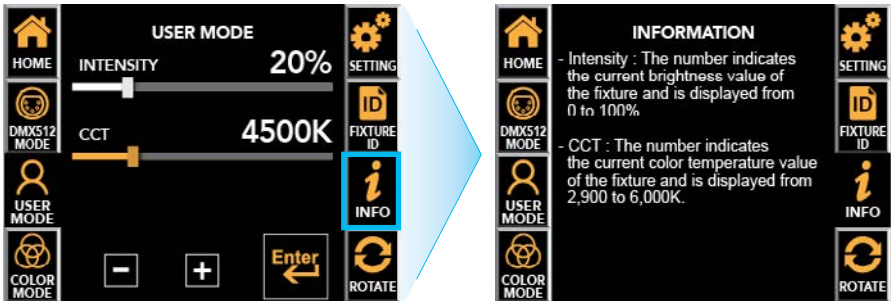 HOME
DMX512
MODE
USER
MODE
COLOR
MODE
USER MODE
INTENSITY
20%
CCT
4500K
-
+
Enter
SETTING
ID
FIXTURE
ID
i
INFO
ROTATE
HOME
DMX512
MODE
USER
MODE
COLOR
MODE
INFORMATION
- Intensity : The number indicates
the current brightness value of
the fixture and is displayed from
0 to 100%.
- CCT : The number indicates
the current color temperature value
of the fixture and is displayed from
2,900 to 6,000K.
SETTING
ID
FIXTURE
ID
i
INFO
ROTATE